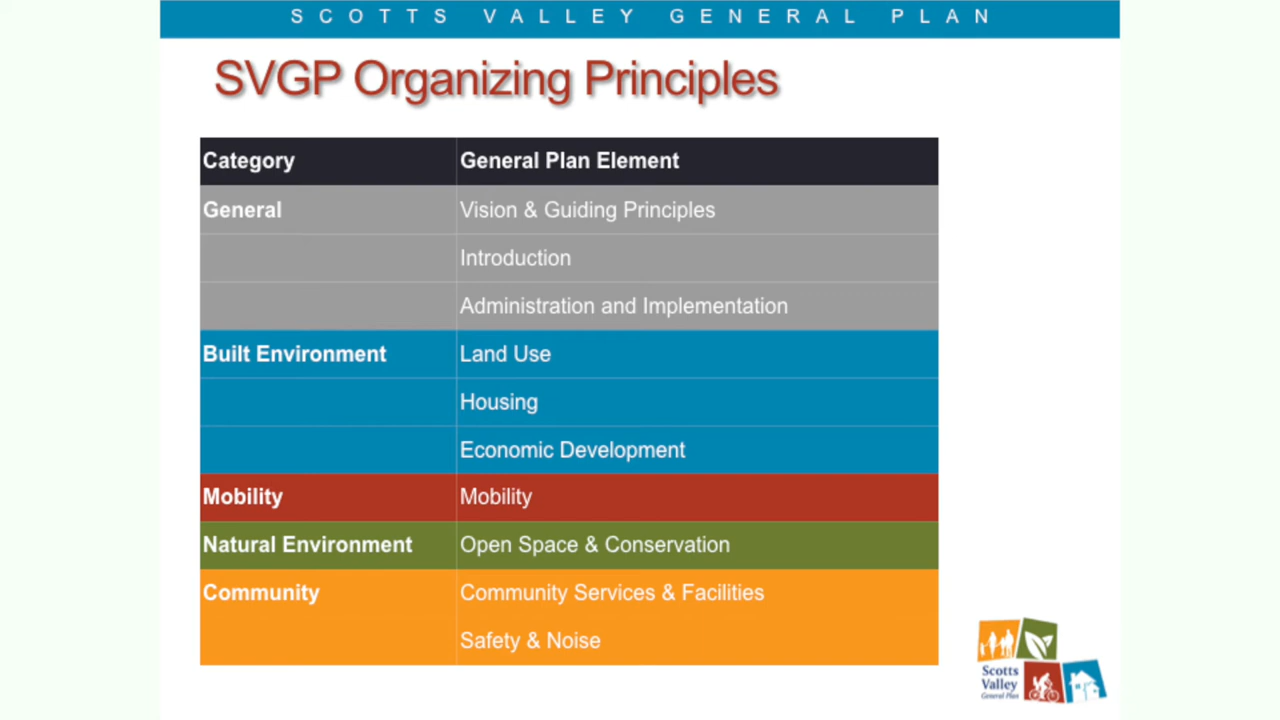 SCOTTS VALLEY GENERAL PLAN
SVGP Organizing Principles
Category General Plan Element
General Vision & Guiding Principles
Introduction
Administration and Implementation
Built Environment Land Use
Housing
Economic Development
Mobility Mobility
Natural Environment Open Space & Conservation
Community Community Services & Facilities
Safety & Noise
Scotts
Valley
General Plan